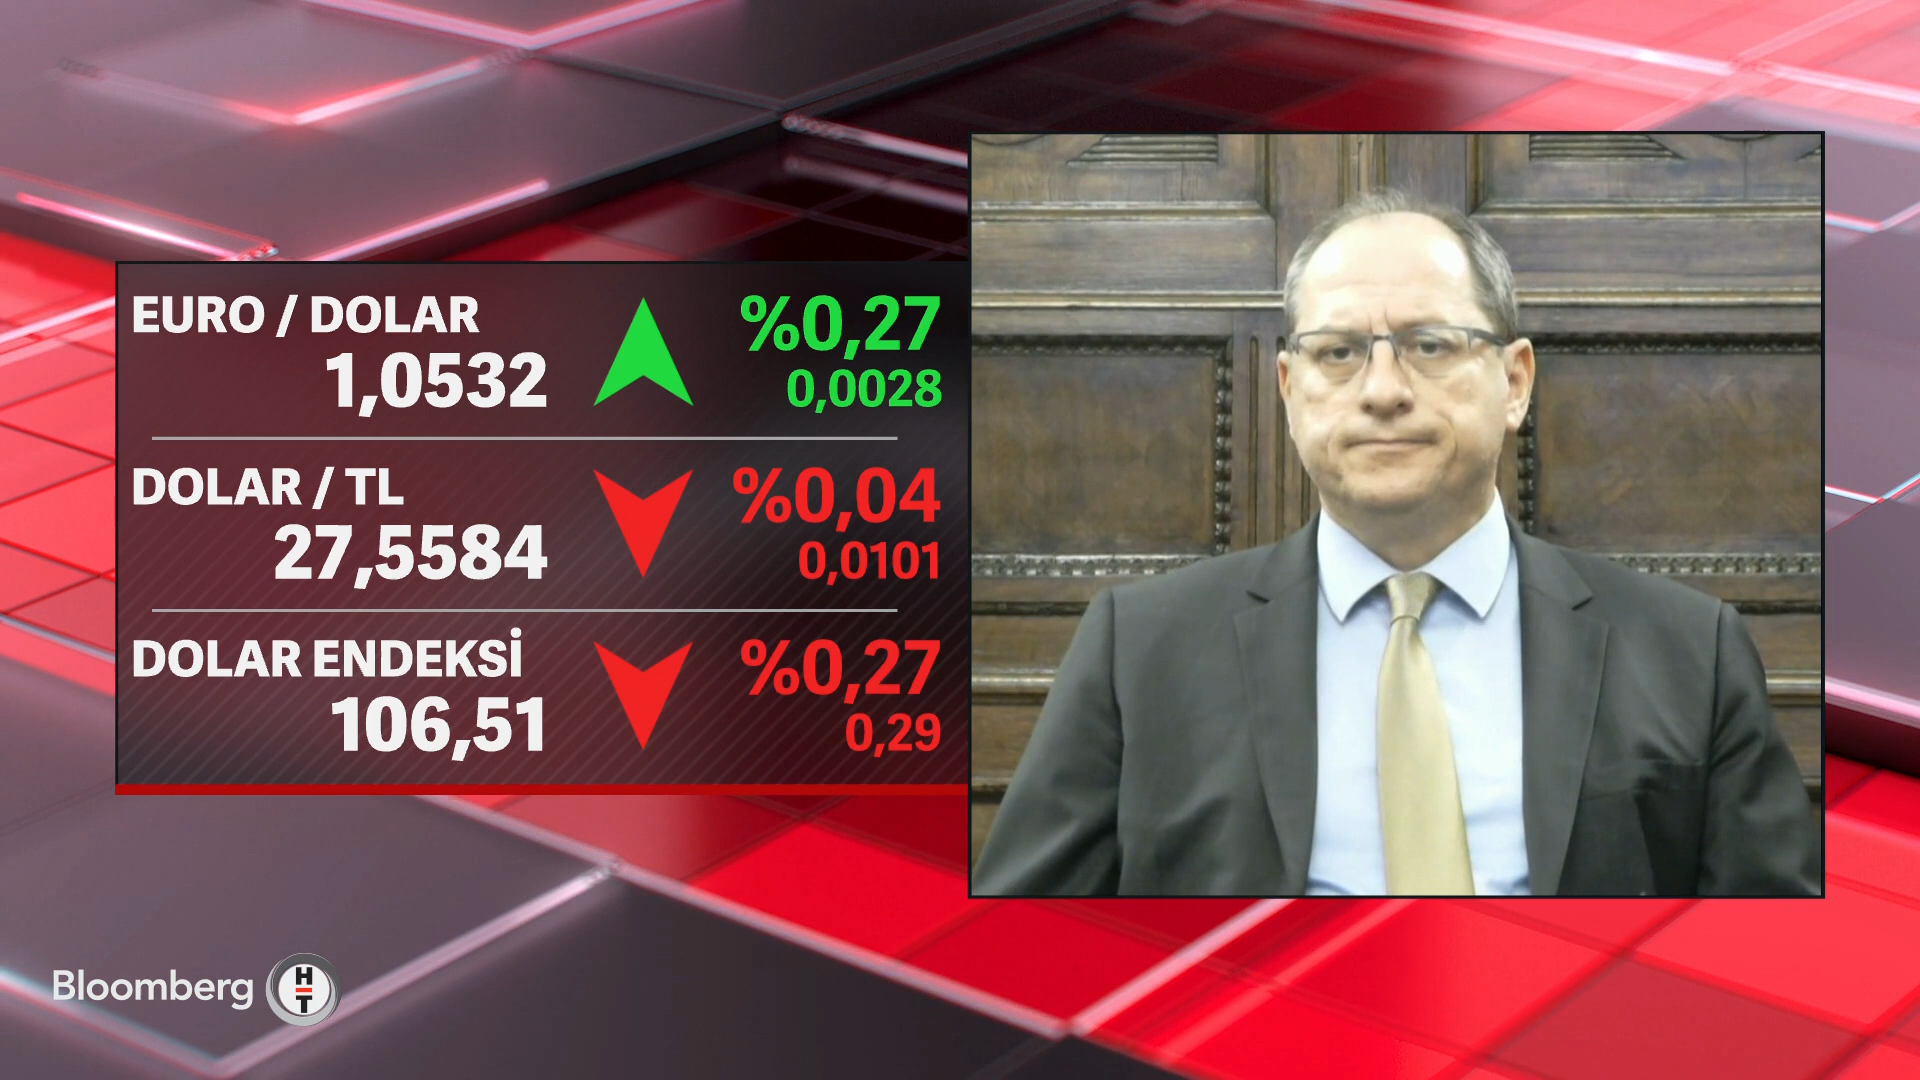 EURO / DOLAR
1,0532
%0,27
0,0028
DOLAR / TL
27,5584
%0,04
0,0101
DOLAR ENDEKSİ
106,51
%0,27
0,29
Bloomberg HT